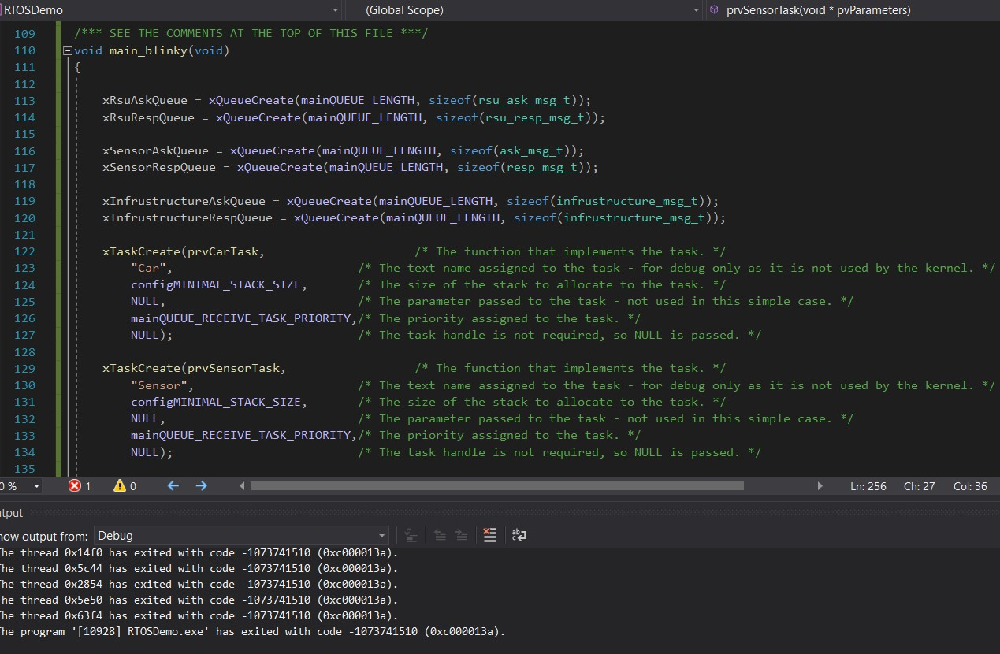 RTOSDemo (Global Scope) prvSensorTask(void * pvParameters)
109 /*** SEE THE COMMENTS AT THE TOP OF THIS FILE ***/
110 void main_blinky(void)
111 {
112
113 xRsuAskQueue = xQueueCreate(mainQUEUE_LENGTH, sizeof(rsu_ask_msg_t));
114 xRsuRespQueue = xQueueCreate(mainQUEUE_LENGTH, sizeof(rsu_resp_msg_t));
115
116 xSensorAskQueue = xQueueCreate(mainQUEUE_LENGTH, sizeof(ask_msg_t));
117 xSensorRespQueue = xQueueCreate(mainQUEUE_LENGTH, sizeof(resp_msg_t));
118
119 xInfrustructureAskQueue = xQueueCreate(mainQUEUE_LENGTH, sizeof(infrustructure_msg_t));
120 xInfrustructureRespQueue = xQueueCreate(mainQUEUE_LENGTH, sizeof(infrustructure_msg_t));
121
122 xTaskCreate(prvCarTask, /* The function that implements the task. */
123 "Car", /* The text name assigned to the task - for debug only as it is not used by the kernel. */
124 configMINIMAL_STACK_SIZE, /* The size of the stack to allocate to the task. */
125 NULL, /* The parameter passed to the task - not used in this simple case. */
126 mainQUEUE_RECEIVE_TASK_PRIORITY,/* The priority assigned to the task. */
127 NULL); /* The task handle is not required, so NULL is passed. */
128
129 xTaskCreate(prvSensorTask, /* The function that implements the task. */
130 "Sensor", /* The text name assigned to the task - for debug only as it is not used by the kernel. */
131 configMINIMAL_STACK_SIZE, /* The size of the stack to allocate to the task. */
132 NULL, /* The parameter passed to the task - not used in this simple case. */
133 mainQUEUE_RECEIVE_TASK_PRIORITY,/* The priority assigned to the task. */
134 NULL); /* The task handle is not required, so NULL is passed. */
135
0 % 1 0 Ln: 256 Ch: 27 Col: 36
utput
how output from: Debug
he thread 0x14f0 has exited with code -1073741510 (0xc000013a).
he thread 0x5c44 has exited with code -1073741510 (0xc000013a).
he thread 0x2854 has exited with code -1073741510 (0xc000013a).
he thread 0x5e50 has exited with code -1073741510 (0xc000013a).
he thread 0x63f4 has exited with code -1073741510 (0xc000013a).
he program '[10928] RTOSDemo.exe' has exited with code -1073741510 (0xc000013a).